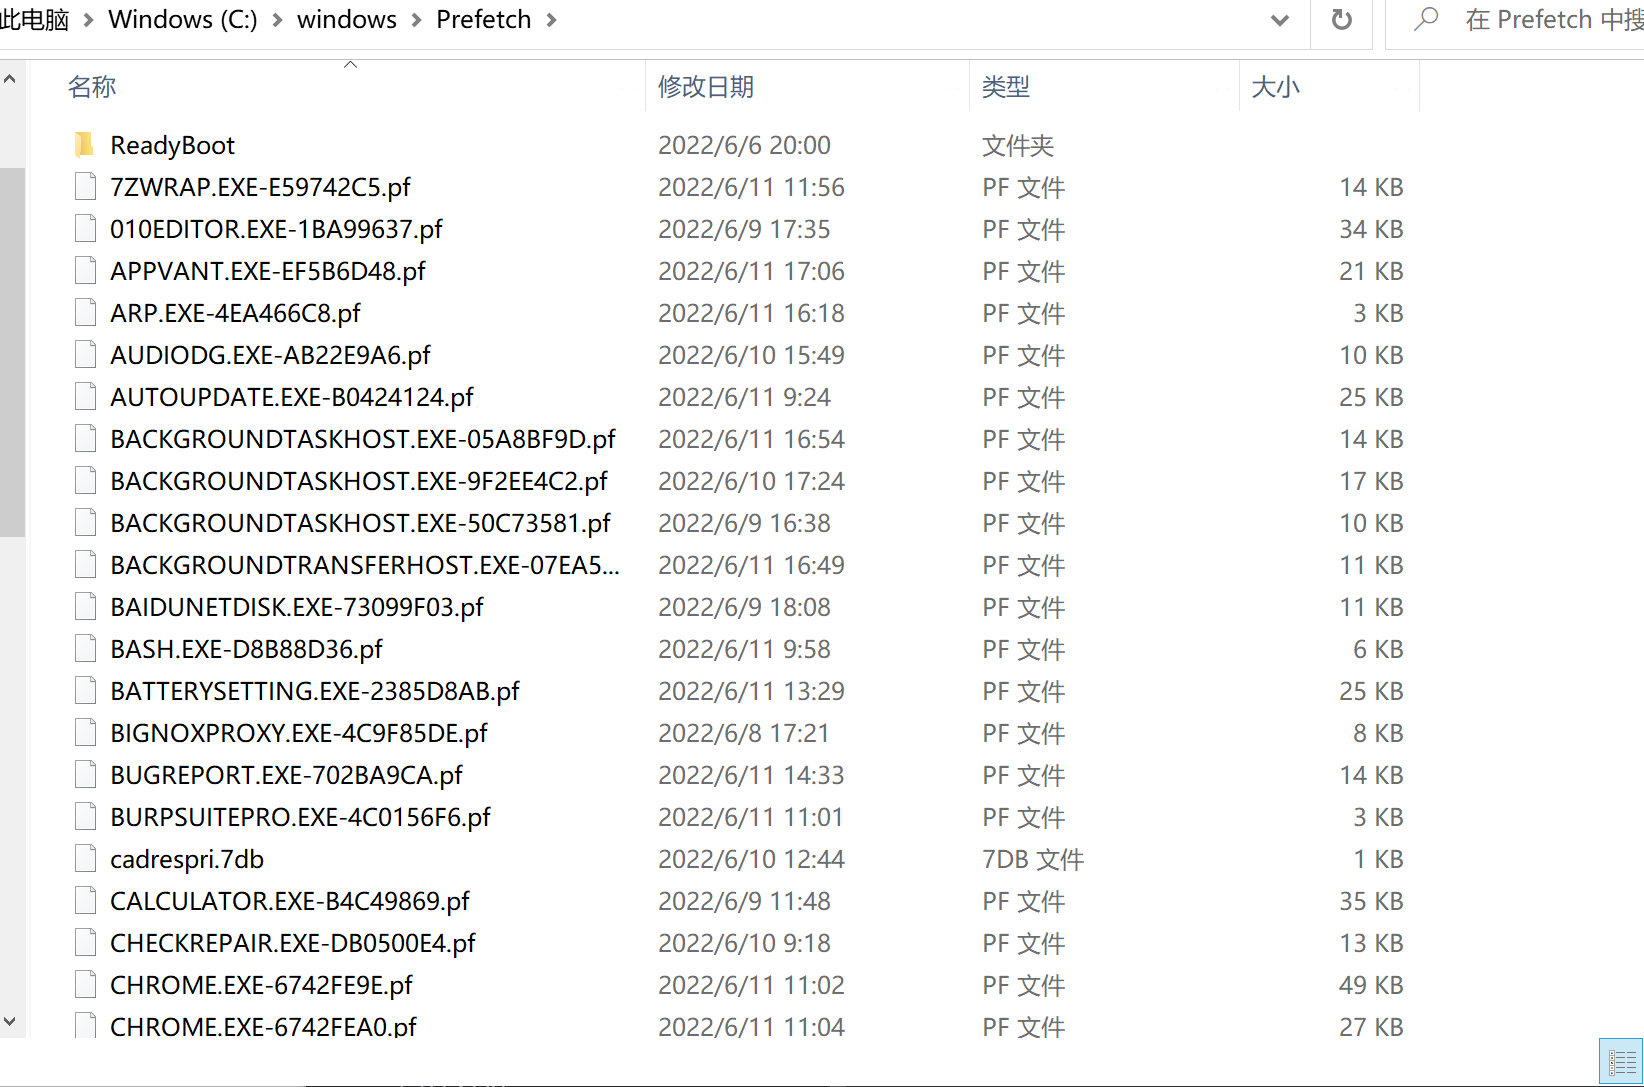 此电脑 > Windows (C:) > windows > Prefetch >
在 Prefetch 中搜
名称 修改日期 类型 大小
ReadyBoot 2022/6/6 20:00 文件夹
7ZWRAP.EXE-E59742C5.pf 2022/6/11 11:56 PF 文件 14 KB
010EDITOR.EXE-1BA99637.pf 2022/6/9 17:35 PF 文件 34 KB
APPVANT.EXE-EF5B6D48.pf 2022/6/11 17:06 PF 文件 21 KB
ARP.EXE-4EA466C8.pf 2022/6/11 16:18 PF 文件 3 KB
AUDIODG.EXE-AB22E9A6.pf 2022/6/10 15:49 PF 文件 10 KB
AUTOUPDATE.EXE-B0424124.pf 2022/6/11 9:24 PF 文件 25 KB
BACKGROUNDTASKHOST.EXE-05A8BF9D.pf 2022/6/11 16:54 PF 文件 14 KB
BACKGROUNDTASKHOST.EXE-9F2EE4C2.pf 2022/6/10 17:24 PF 文件 17 KB
BACKGROUNDTASKHOST.EXE-50C73581.pf 2022/6/9 16:38 PF 文件 10 KB
BACKGROUNDTRANSFERHOST.EXE-07EA5... 2022/6/11 16:49 PF 文件 11 KB
BAIDUNETDISK.EXE-73099F03.pf 2022/6/9 18:08 PF 文件 11 KB
BASH.EXE-D8B88D36.pf 2022/6/11 9:58 PF 文件 6 KB
BATTERYSETTING.EXE-2385D8AB.pf 2022/6/11 13:29 PF 文件 25 KB
BIGNOXPROXY.EXE-4C9F85DE.pf 2022/6/8 17:21 PF 文件 8 KB
BUGREPORT.EXE-702BA9CA.pf 2022/6/11 14:33 PF 文件 14 KB
BURPSUITEPRO.EXE-4C0156F6.pf 2022/6/11 11:01 PF 文件 3 KB
cadrespri.7db 2022/6/10 12:44 7DB 文件 1 KB
CALCULATOR.EXE-B4C49869.pf 2022/6/9 11:48 PF 文件 35 KB
CHECKREPAIR.EXE-DB0500E4.pf 2022/6/10 9:18 PF 文件 13 KB
CHROME.EXE-6742FE9E.pf 2022/6/11 11:02 PF 文件 49 KB
CHROME.EXE-6742FEA0.pf 2022/6/11 11:04 PF 文件 27 KB